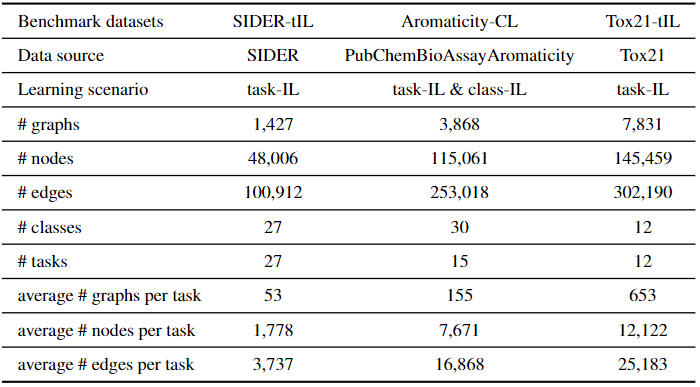 Benchmark datasets SIDER-tIL Aromaticity-CL Tox21-tIL
Data source SIDER PubChemBioAssayAromaticity Tox21
Learning scenario task-IL task-IL & class-IL task-IL
# graphs 1,427 3,868 7,831
# nodes 48,006 115,061 145,459
# edges 100,912 253,018 302,190
# classes 27 30 12
# tasks 27 15 12
average # graphs per task 53 155 653
average # nodes per task 1,778 7,671 12,122
average # edges per task 3,737 16,868 25,183